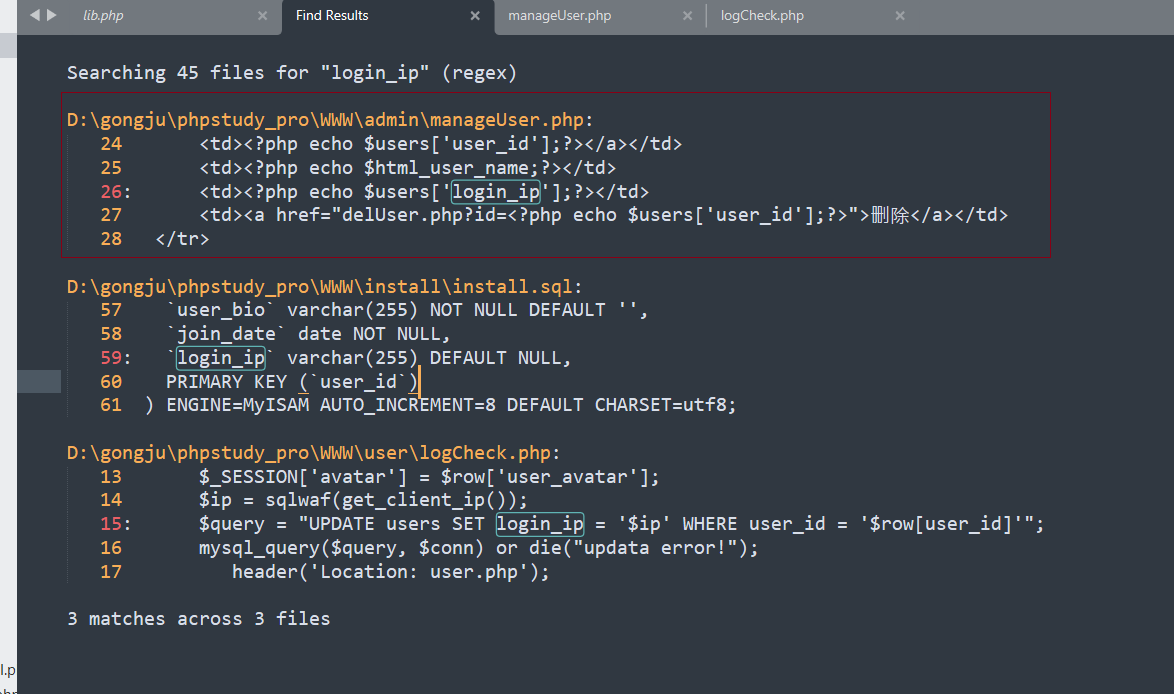 lib.php Find Results manageUser.php logCheck.php
Searching 45 files for "login_ip" (regex)
D:\gongju\phpstudy_pro\WWW\admin\manageUser.php:
24 <td><?php echo $users['user_id'];?></a></td>
25 <td><?php echo $html_user_name;?></td>
26: <td><?php echo $users['login_ip'];?></td>
27 <td><a href="delUser.php?id=<?php echo $users['user_id'];?>">删除</a></td>
28 </tr>
D:\gongju\phpstudy_pro\WWW\install\install.sql:
57 `user_bio` varchar(255) NOT NULL DEFAULT '',
58 `join_date` date NOT NULL,
59: `login_ip` varchar(255) DEFAULT NULL,
60 PRIMARY KEY (`user_id`)
61 ) ENGINE=MyISAM AUTO_INCREMENT=8 DEFAULT CHARSET=utf8;
D:\gongju\phpstudy_pro\WWW\user\logCheck.php:
13 $_SESSION['avatar'] = $row['user_avatar'];
14 $ip = sqlwaf(get_client_ip());
15: $query = "UPDATE users SET login_ip = '$ip' WHERE user_id = '$row[user_id]'";
16 mysql_query($query, $conn) or die("updata error!");
17 header('Location: user.php');
3 matches across 3 files